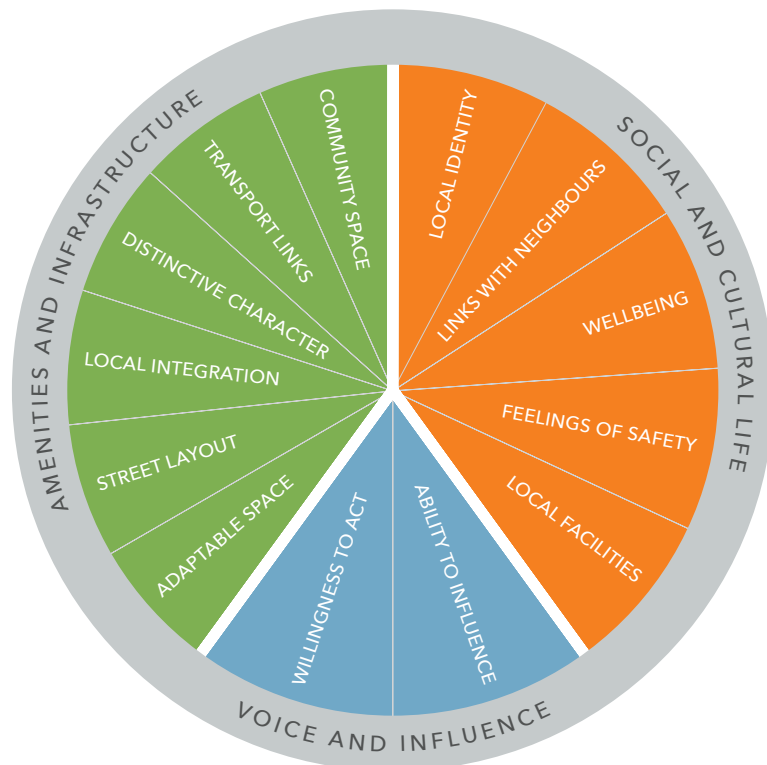 AMENITIES AND INFRASTRUCTURE
COMMUNITY SPACE
TRANSPORT LINKS
DISTINCTIVE CHARACTER
LOCAL INTEGRATION
STREET LAYOUT
ADAPTABLE SPACE
SOCIAL AND CULTURAL LIFE
LOCAL IDENTITY
LINKS WITH NEIGHBOURS
WELLBEING
FEELINGS OF SAFETY
LOCAL FACILITIES
VOICE AND INFLUENCE
WILLINGNESS TO ACT
ABILITY TO INFLUENCE